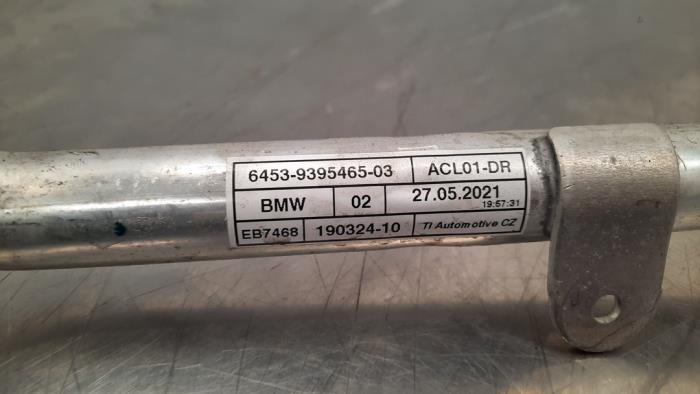 6453-9395465-03 ACL01-DR
BMW 02 27.05.2021
19:57:31
EB7468 190324-10 TI Automotive CZ